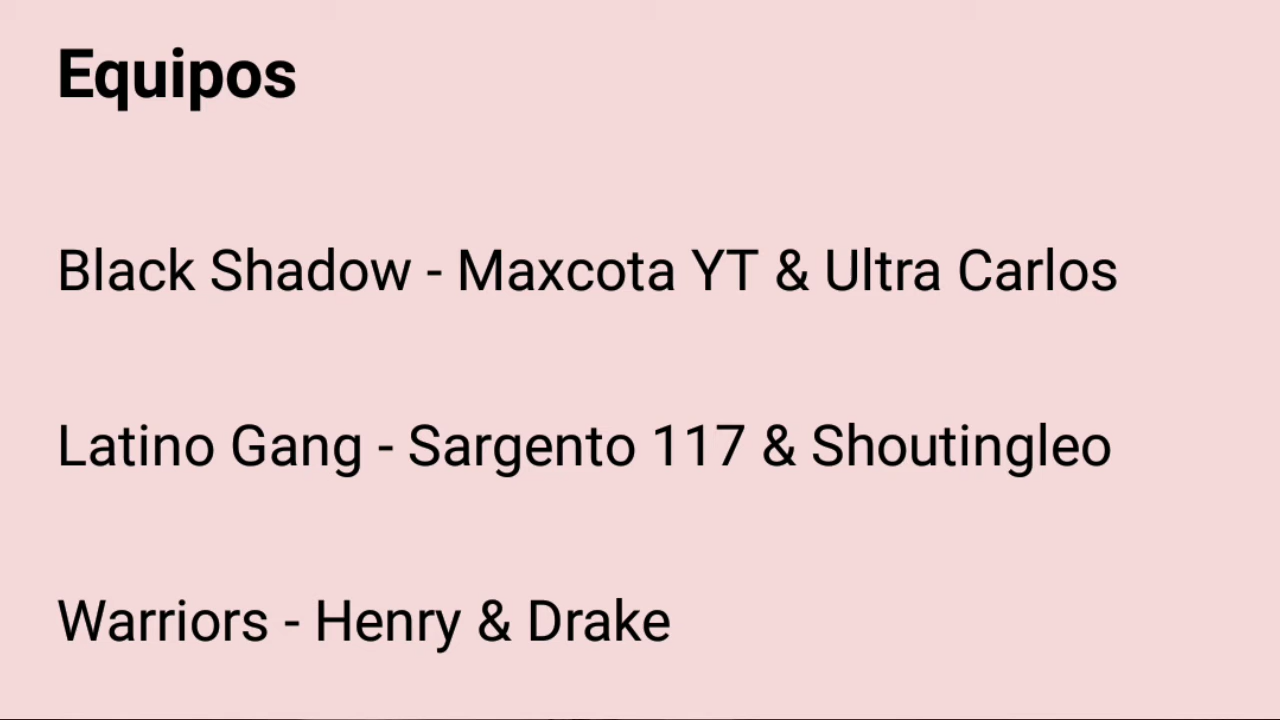 Equipos
Black Shadow - Maxcota YT & Ultra Carlos
Latino Gang - Sargento 117 & Shoutingleo
Warriors - Henry & Drake